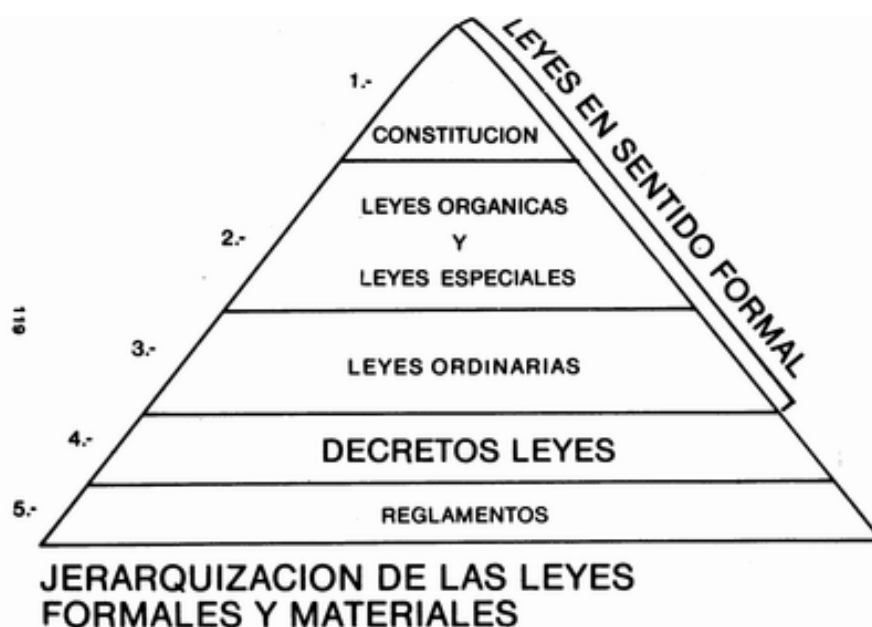 1.-
CONSTITUCION
LEYES EN SENTIDO FORMAL
2.-
LEYES ORGANICAS
Y
LEYES ESPECIALES
119
3.-
LEYES ORDINARIAS
4.-
DECRETOS LEYES
5.-
REGLAMENTOS
JERARQUIZACION DE LAS LEYES
FORMALES Y MATERIALES